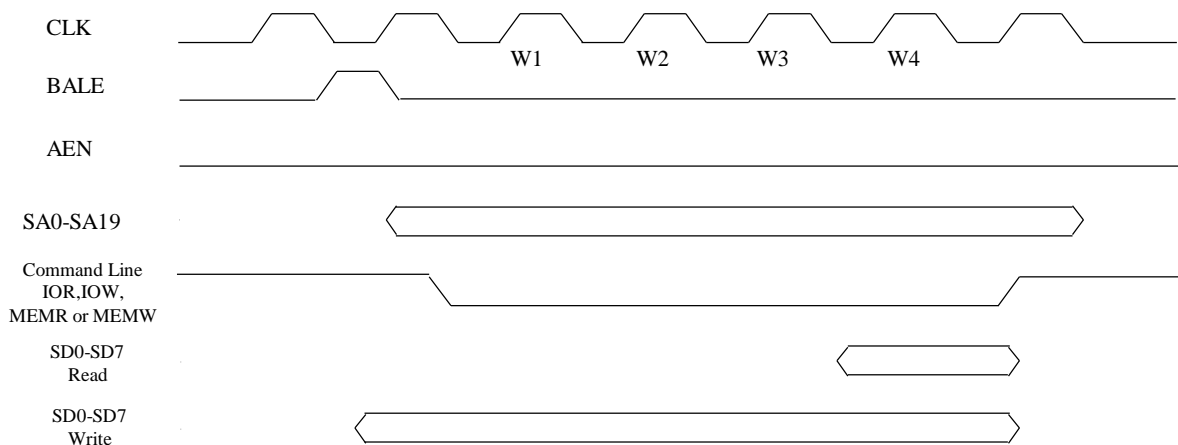 CLK
W1 W2 W3 W4
BALE
AEN
SA0-SA19
Command Line
IOR,IOW,
MEMR or MEMW
SD0-SD7
Read
SD0-SD7
Write